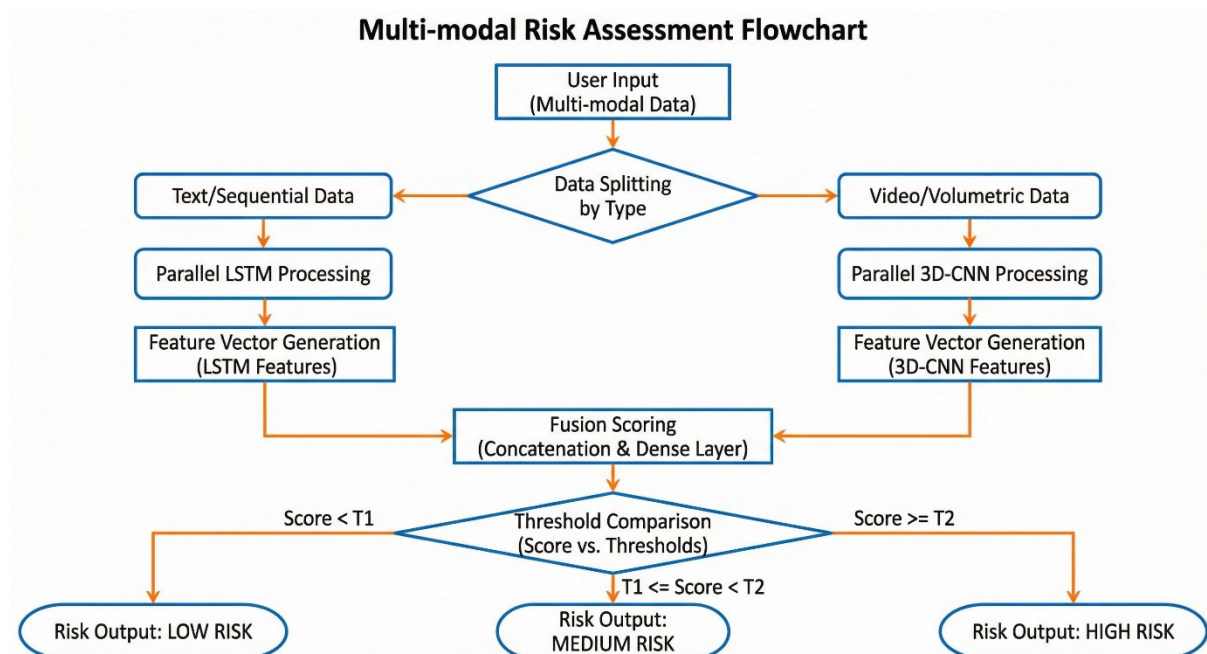 Multi-modal Risk Assessment Flowchart
User Input
(Multi-modal Data)
Data Splitting
by Type
Text/Sequential Data
Video/Volumetric Data
Parallel LSTM Processing
Parallel 3D-CNN Processing
Feature Vector Generation
(LSTM Features)
Feature Vector Generation
(3D-CNN Features)
Fusion Scoring
(Concatenation & Dense Layer)
Threshold Comparison
(Score vs. Thresholds)
Score < T1
Score >= T2
T1 <= Score < T2
Risk Output: LOW RISK
Risk Output:
MEDIUM RISK
Risk Output: HIGH RISK